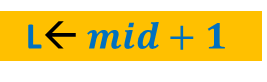 L← mid + 1